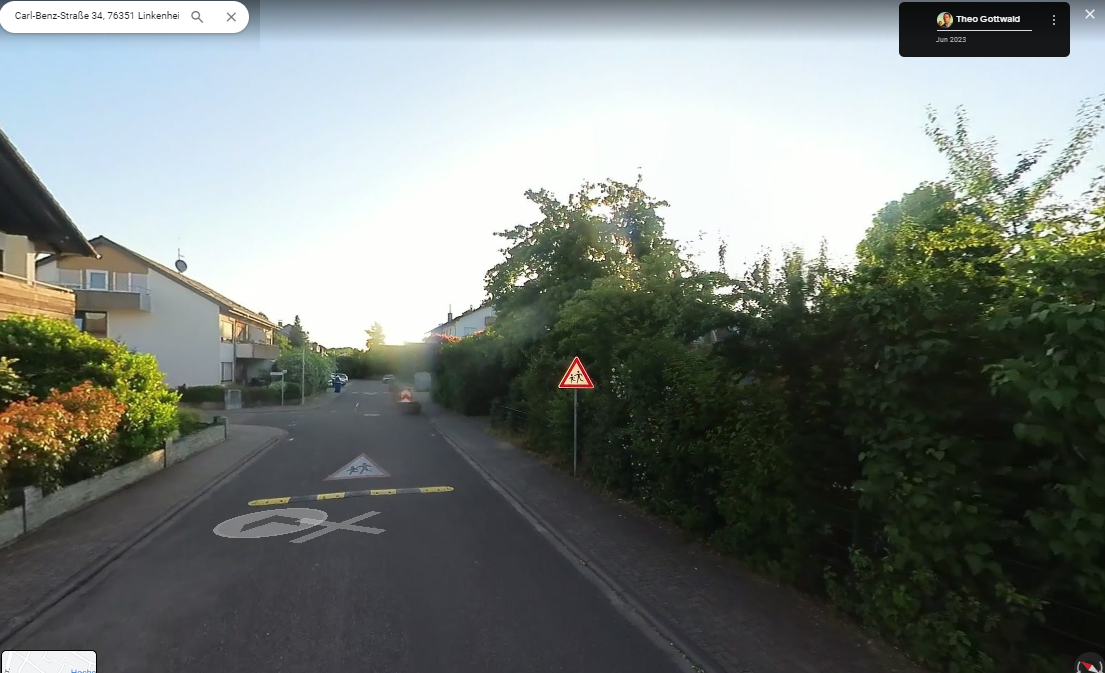 Carl-Benz-Straße 34, 76351 Linkenhei
Theo Gottwald
Jun 2023